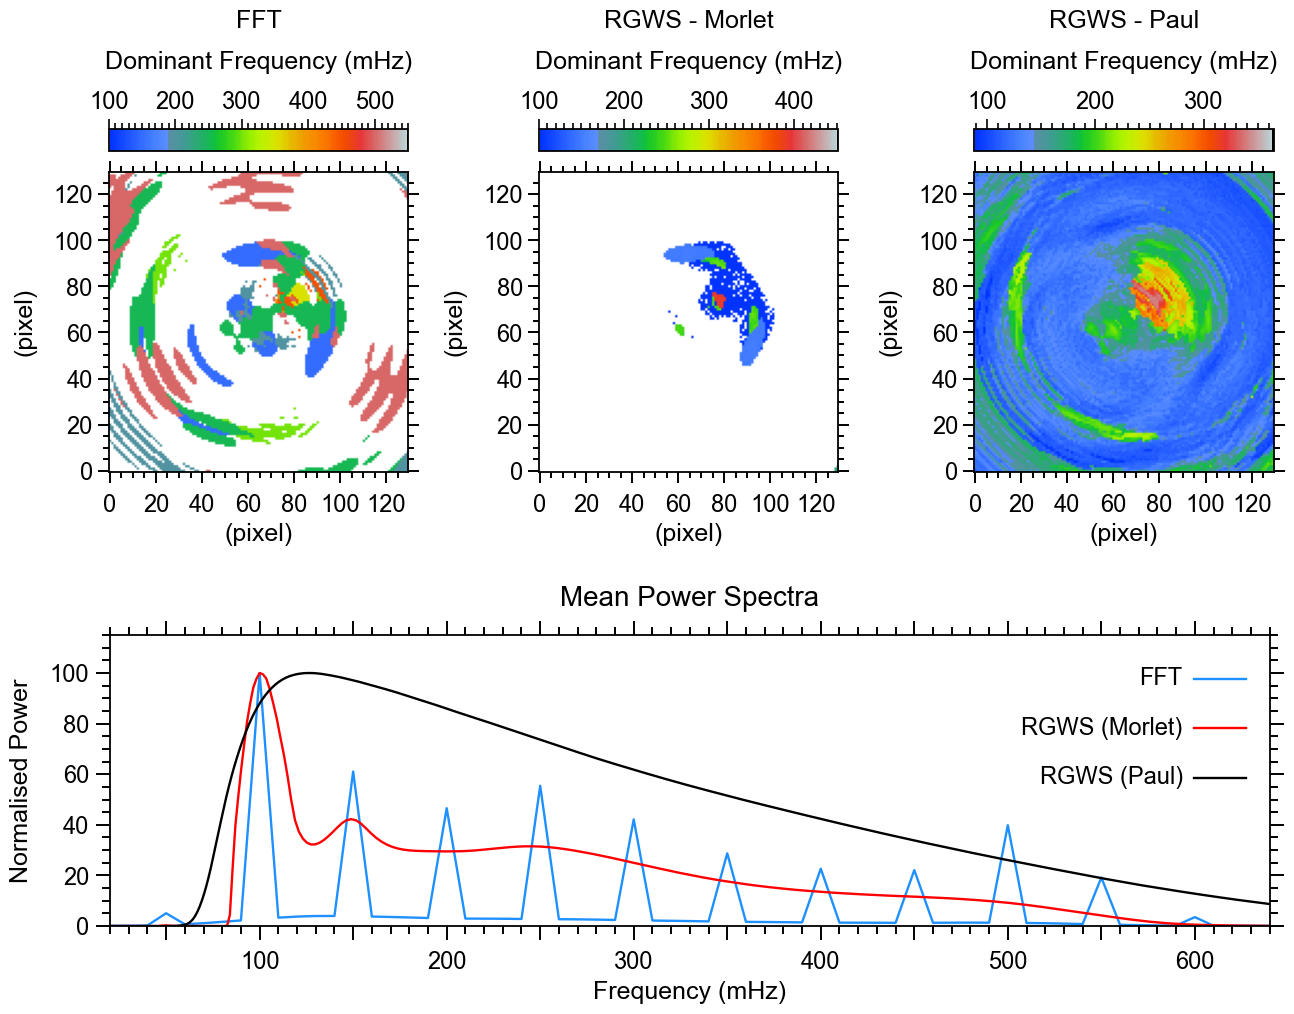 FFT
RGWS - Morlet
RGWS - Paul
Dominant Frequency (mHz)
Dominant Frequency (mHz)
Dominant Frequency (mHz)
100 200 300 400 500
100 200 300 400
100 200 300
120
100
80
60
40
20
0
(pixel)
0 20 40 60 80 100 120
(pixel)
120
100
80
60
40
20
0
(pixel)
0 20 40 60 80 100 120
(pixel)
120
100
80
60
40
20
0
(pixel)
0 20 40 60 80 100 120
(pixel)
Mean Power Spectra
Normalised Power
100
80
60
40
20
0
FFT
RGWS (Morlet)
RGWS (Paul)
100 200 300 400 500 600
Frequency (mHz)